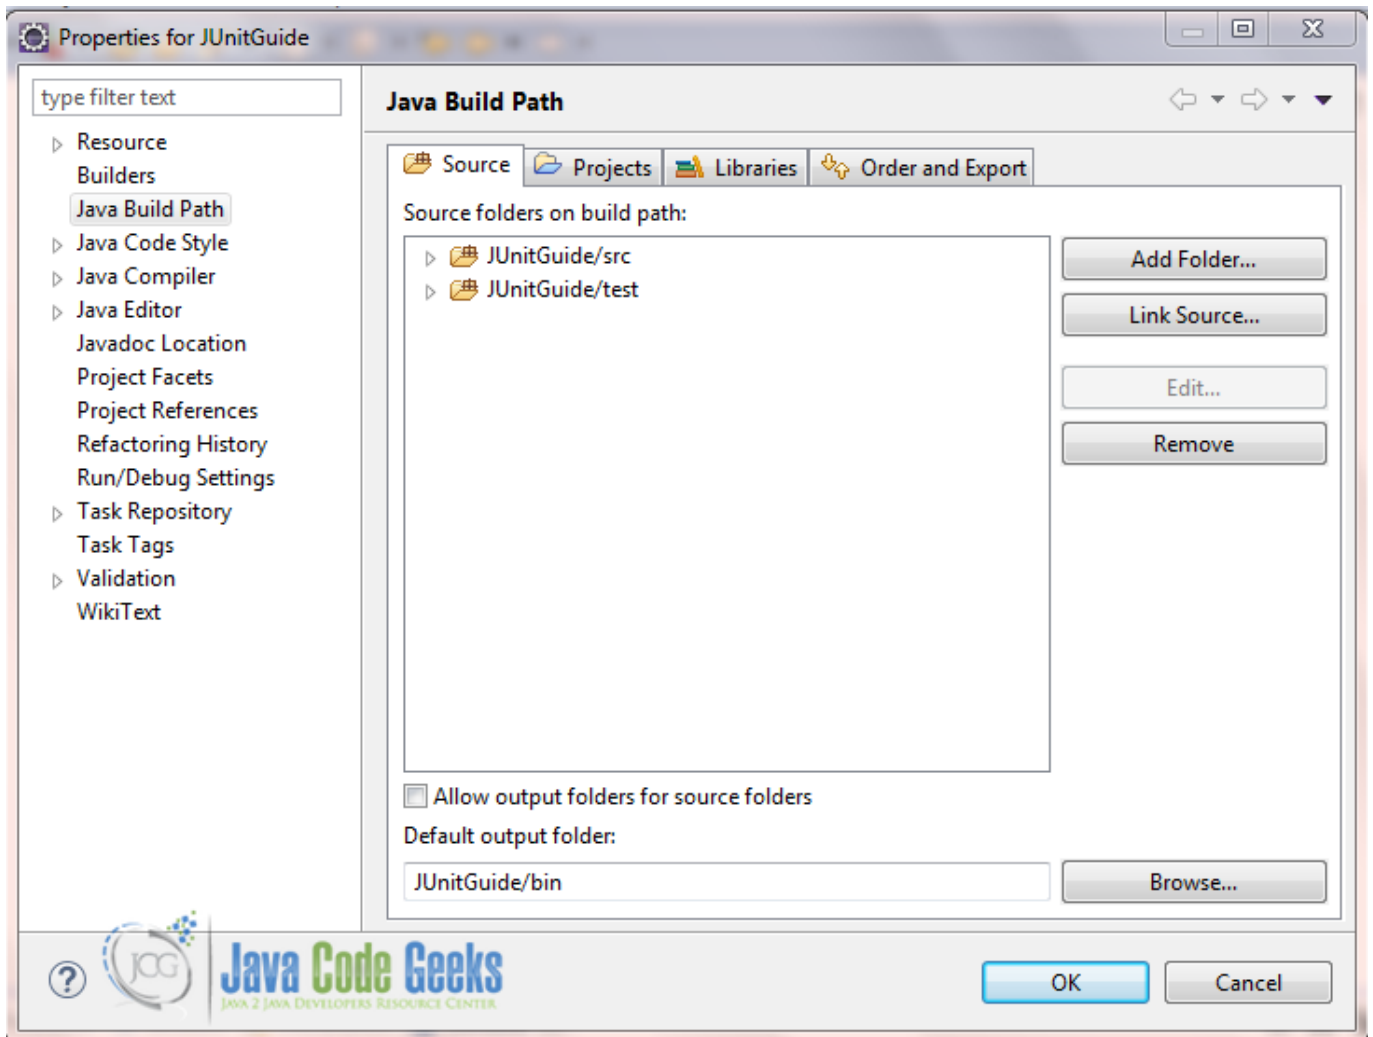 Properties for JUnitGuide
type filter text
Resource
Builders
Java Build Path
Java Code Style
Java Compiler
Java Editor
Javadoc Location
Project Facets
Project References
Refactoring History
Run/Debug Settings
Task Repository
Task Tags
Validation
WikiText
Java Build Path
Source Projects Libraries Order and Export
Source folders on build path:
JUnitGuide/src
JUnitGuide/test
Add Folder...
Link Source...
Edit...
Remove
Allow output folders for source folders
Default output folder:
JUnitGuide/bin
Browse...
? JCG Java Code Geeks
Java 2 Java Developers Resource Center
OK Cancel